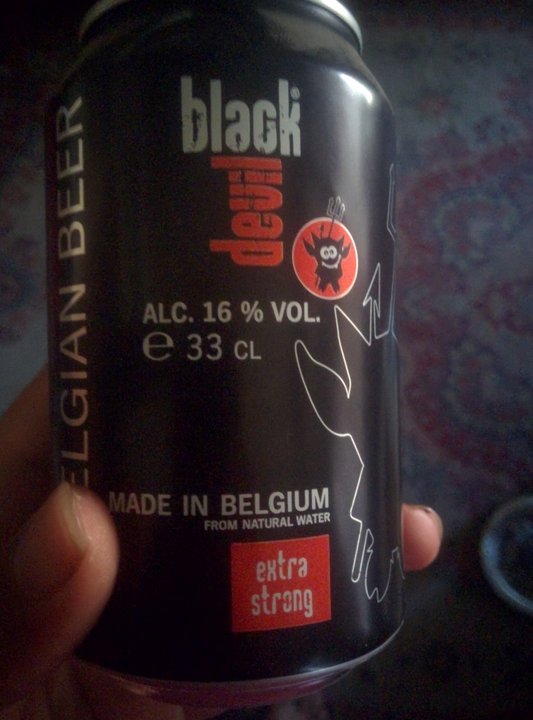 black
devil
ALC. 16 % VOL.
e 33 CL
ELGIAN BEER
MADE IN BELGIUM
FROM NATURAL WATER
extra
strong